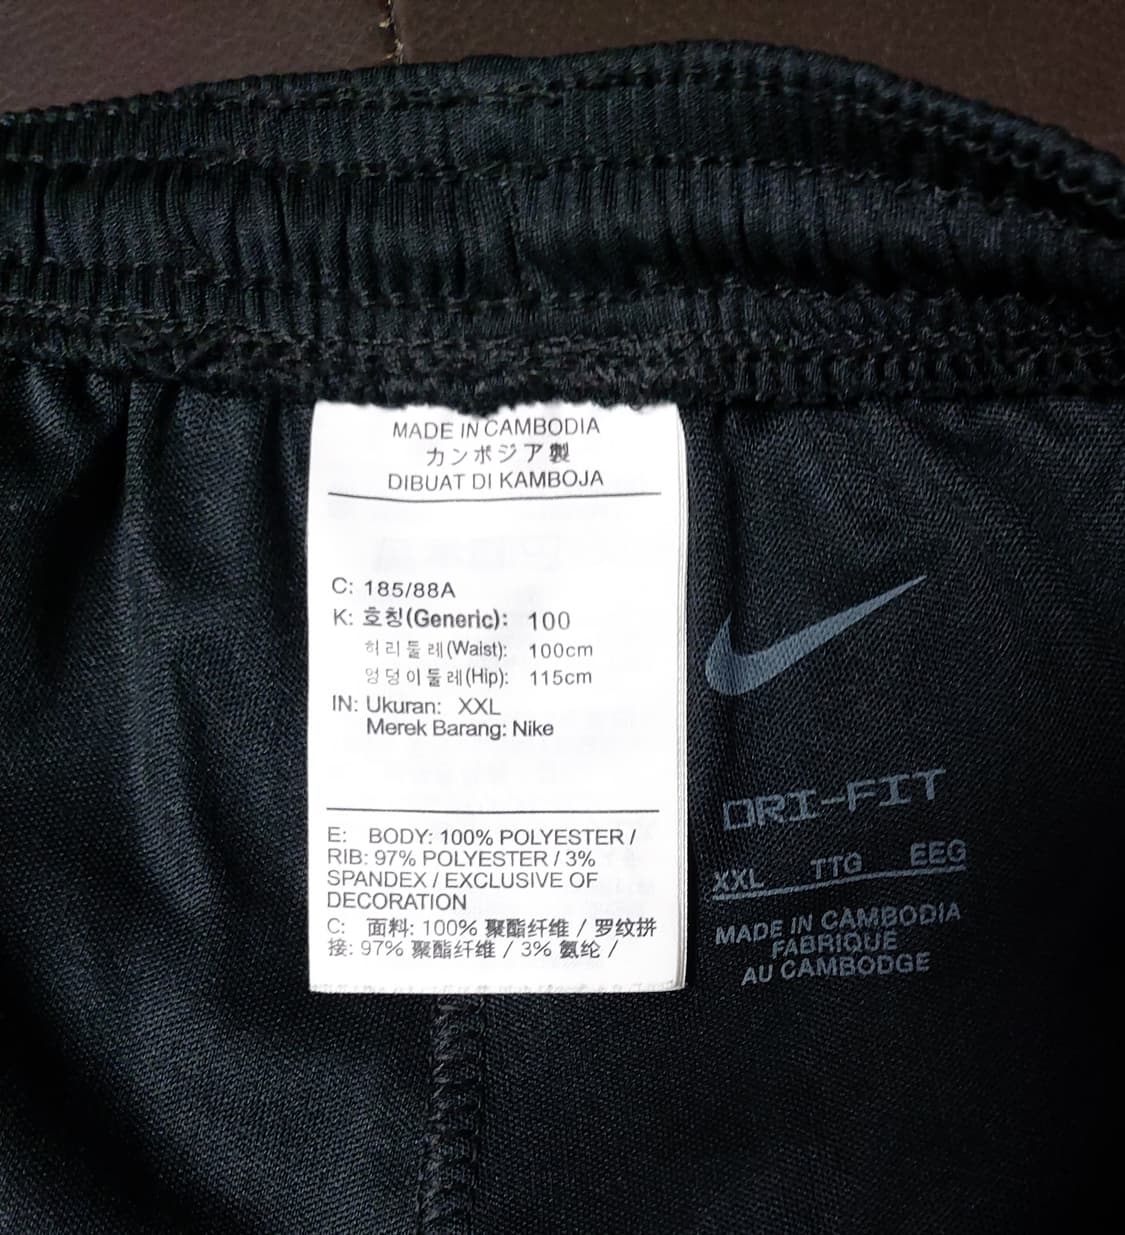 MADE IN CAMBODIA
カンボジア製
DIBUAT DI KAMBOJA
C: 185/88A
K: 호칭(Generic): 100
허리둘레(Waist): 100cm
엉덩이둘레(Hip): 115cm
IN: Ukuran: XXL
Merek Barang: Nike
E: BODY: 100% POLYESTER /
RIB: 97% POLYESTER / 3%
SPANDEX / EXCLUSIVE OF
DECORATION
C: 面料: 100% 聚酯纤维 / 罗纹拼
接: 97% 聚酯纤维 / 3% 氨纶 /
DRI-FIT
XXL TTG EEG
MADE IN CAMBODIA
FABRIQUE
AU CAMBODGE